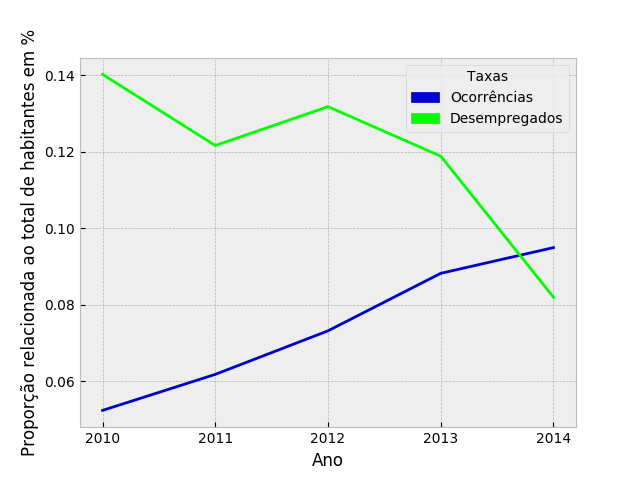 Proporção relacionada ao total de habitantes em %
0.14
0.12
0.10
0.08
0.06
Taxas
Ocorrências
Desempregados
2010 2011 2012 2013 2014
Ano